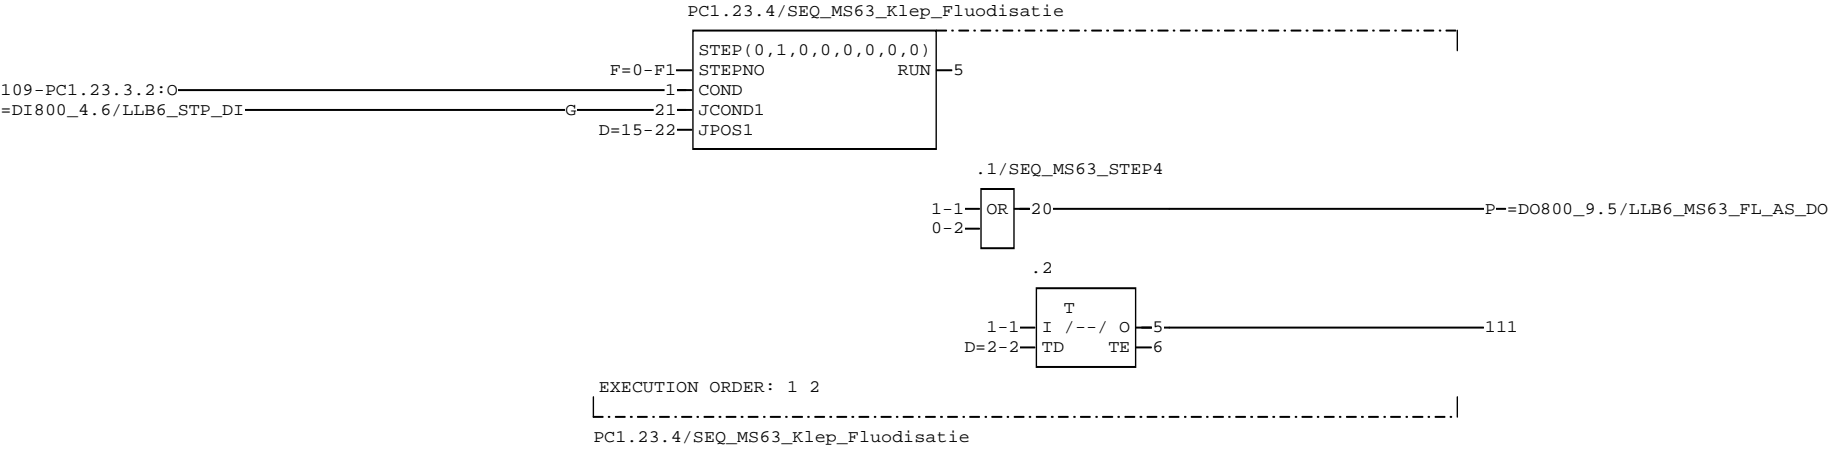 PC1.23.4/SEQ_MS63_Klep_Fluodisatie
STEP(0,1,0,0,0,0,0,0)
F=0-F1 STEPNO RUN 5
109-PC1.23.3.2:O 1 COND
=DI800_4.6/LLB6_STP_DI G 21 JCOND1
D=15-22 JPOS1
.1/SEQ_MS63_STEP4
1-1 OR 20 P-=DO800_9.5/LLB6_MS63_FL_AS_DO
0-2
.2
T
1-1 I /--/ O 5 111
D=2-2 TD TE 6
EXECUTION ORDER: 1 2
PC1.23.4/SEQ_MS63_Klep_Fluodisatie